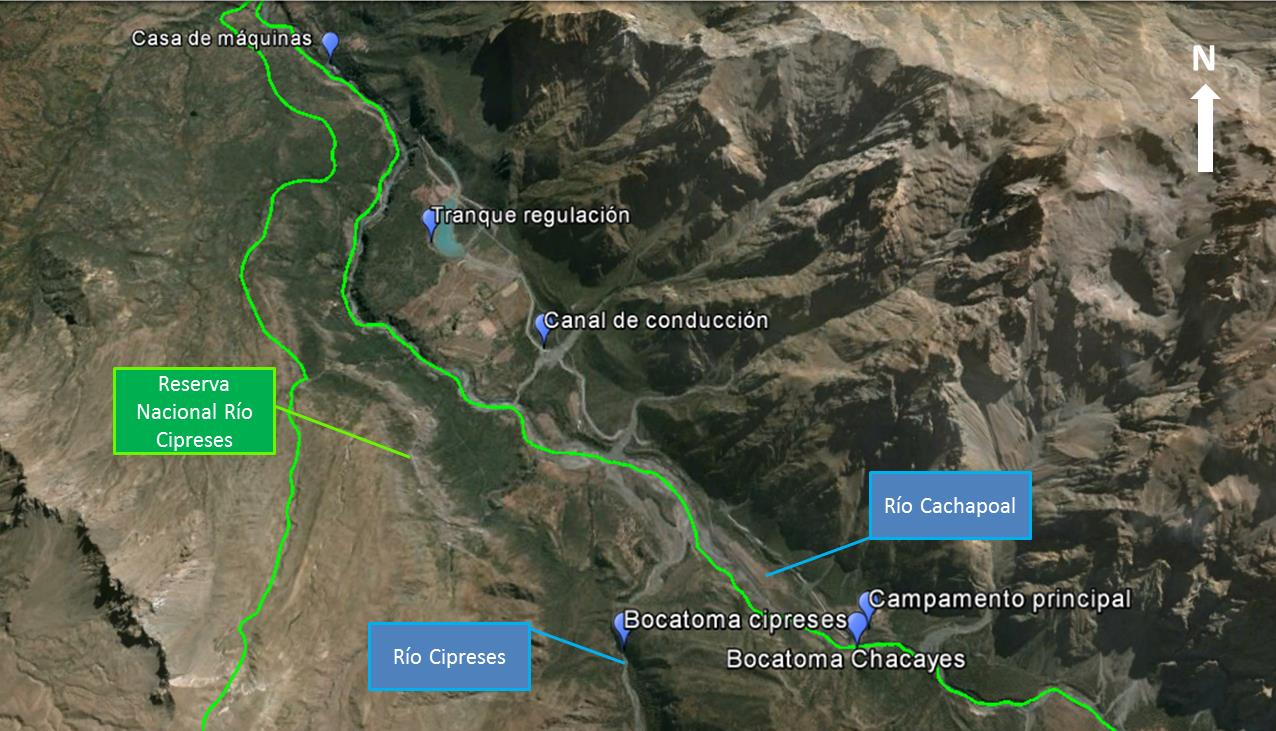 Casa de máquinas
N
Tranque regulación
Canal de conducción
Reserva
Nacional Río
Cipreses
Río Cachapoal
Campamento principal
Bocatoma cipreses
Río Cipreses
Bocatoma Chacayes